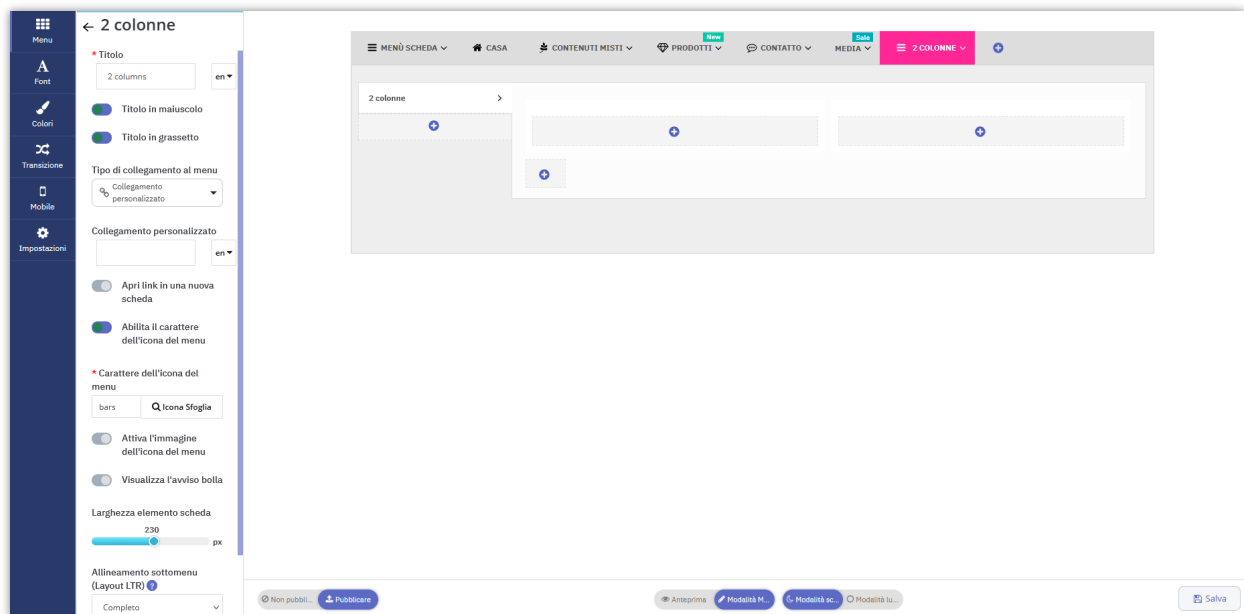 Menu
Font
Colori
Transizione
Mobile
Impostazioni
2 colonne
* Titolo
2 columns
en
Titolo in maiuscolo
Titolo in grassetto
Tipo di collegamento al menu
Collegamento
personalizzato
Collegamento personalizzato
en
Apri link in una nuova
scheda
Abilita il carattere
dell'icona del menu
* Carattere dell'icona del
menu
bars
Icona Sfoglia
Attiva l'immagine
dell'icona del menu
Visualizza l'avviso bolla
Larghezza elemento scheda
230
px
Allineamento sottomenu
(Layout LTR) ?
Completo
MENÙ SCHEDA
CASA
CONTENUTI MISTI
New
PRODOTTI
CONTATTO
Sale
MEDIA
2 COLONNE
2 colonne
Non pubbli...
Pubblicare
Anteprima
Modalità M...
Modalità sc...
Modalità lu...
Salva